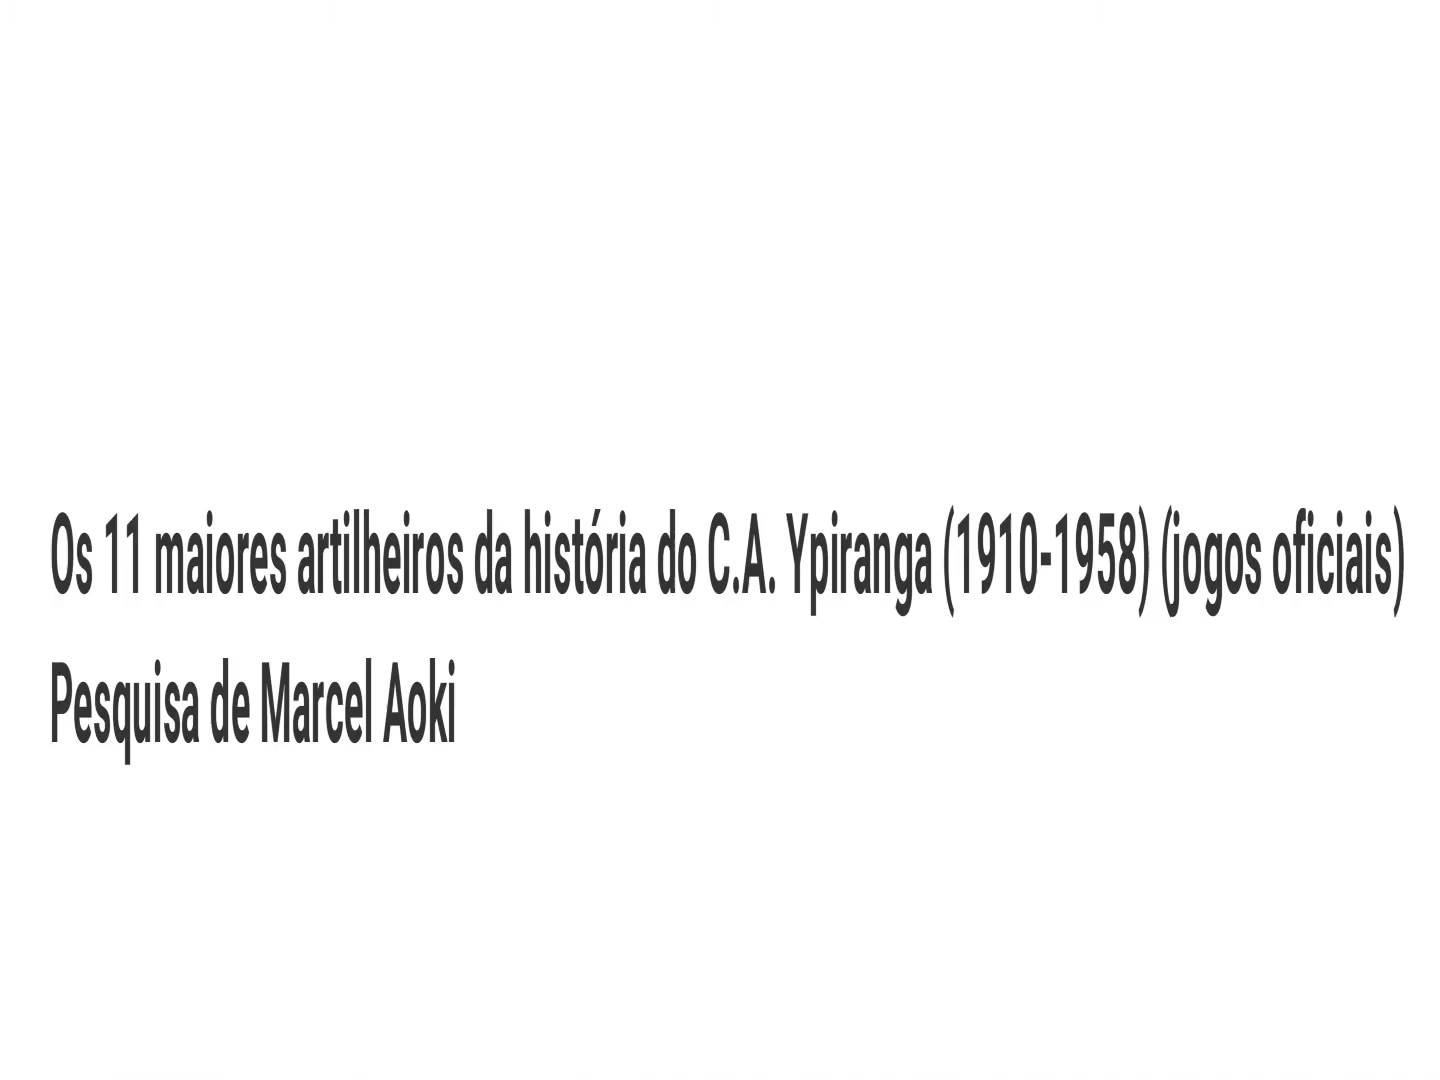 Os 11 maiores artilheiros da história do C.A. Ypiranga (1910-1958) (jogos oficiais)
Pesquisa de Marcel Aoki